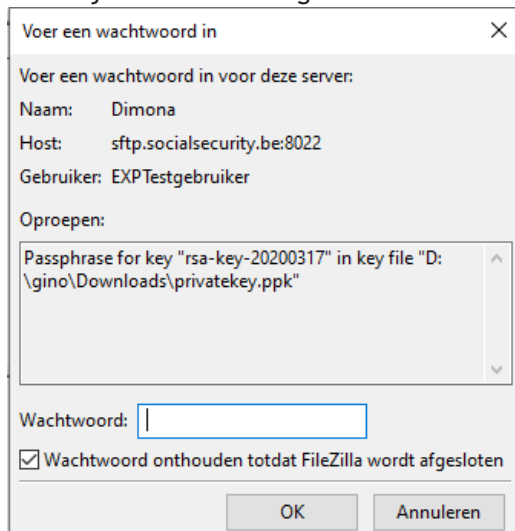 Voer een wachtwoord in
Voer een wachtwoord in voor deze server:
Naam: Dimona
Host: sftp.socialsecurity.be:8022
Gebruiker: EXPTestgebruiker
Oproepen:
Passphrase for key "rsa-key-20200317" in key file "D:
\gino\Downloads\privatekey.ppk"
Wachtwoord:
Wachtwoord onthouden totdat FileZilla wordt afgesloten
OK Annuleren